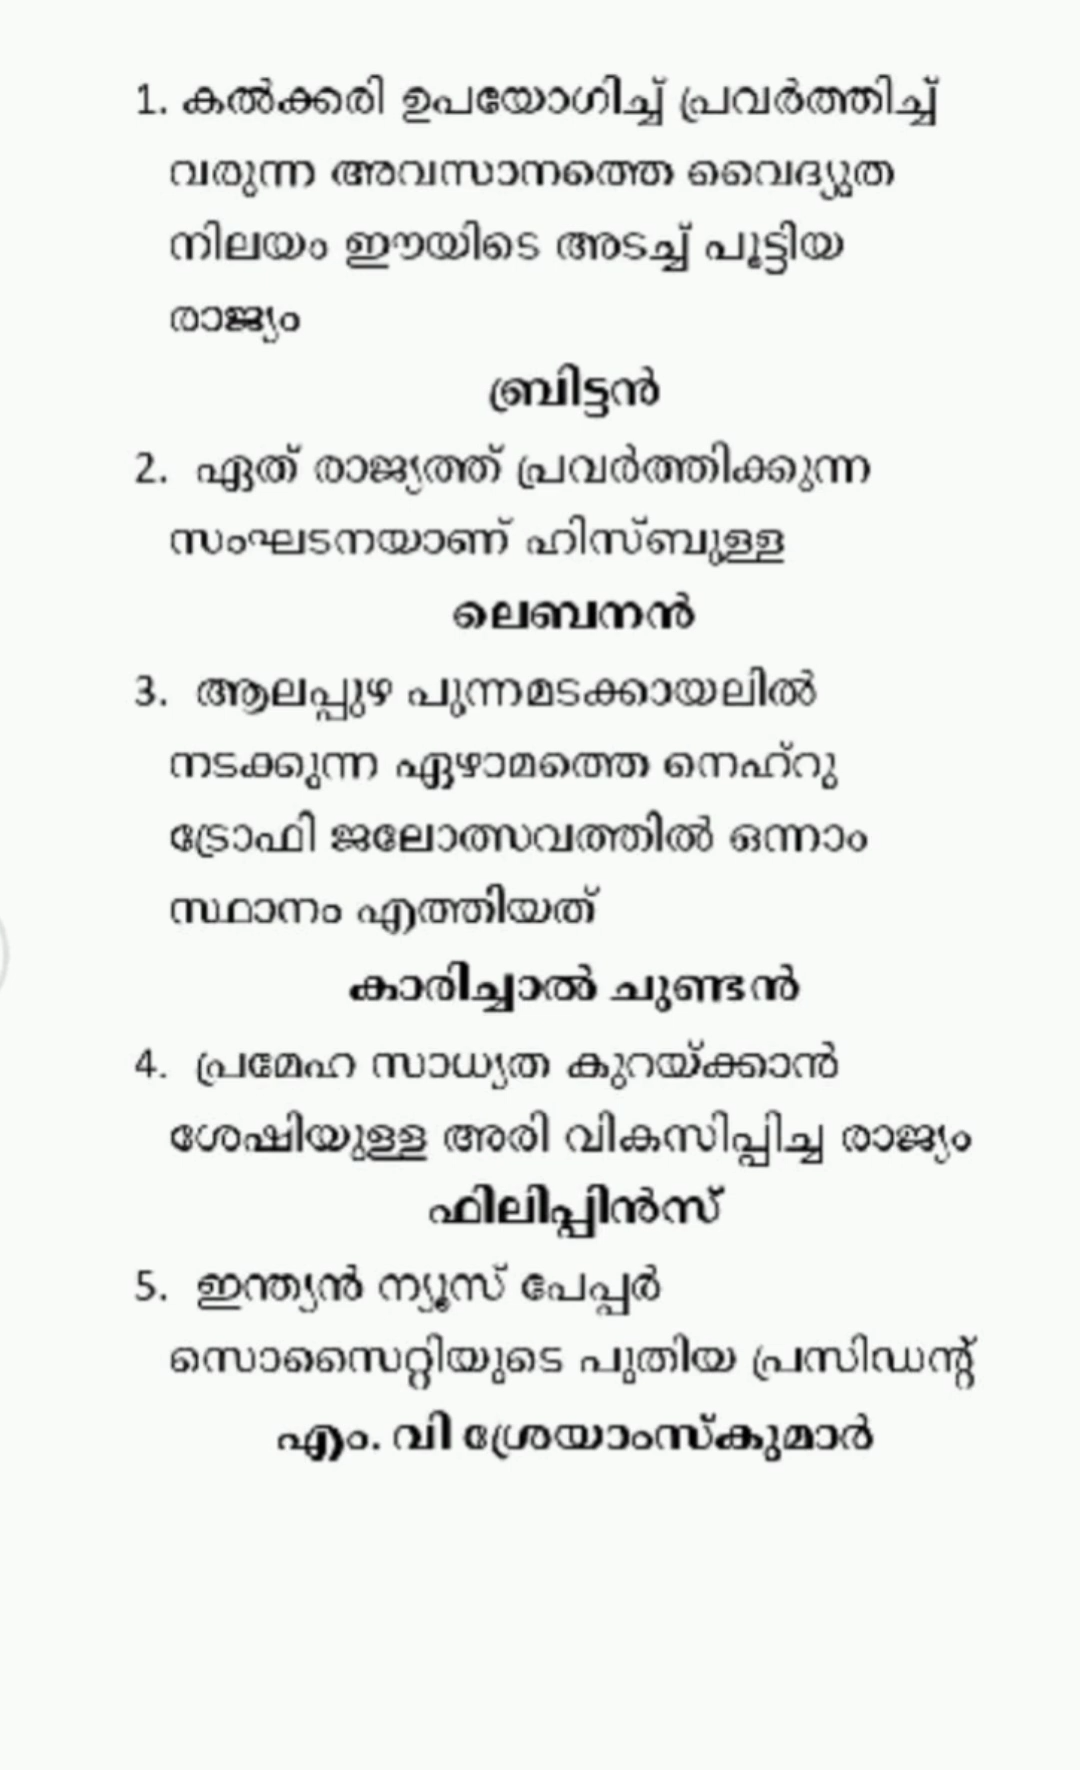 1. കൽക്കരി ഉപയോഗിച്ച് പ്രവർത്തിച്ച്
വരുന്ന അവസാനത്തെ വൈദ്യുത
നിലയം ഈയിടെ അടച്ച് പൂട്ടിയ
രാജ്യം
ബ്രിട്ടൻ
2. ഏത് രാജ്യത്ത് പ്രവർത്തിക്കുന്ന
സംഘടനയാണ് ഹിസ്ബുള്ള
ലെബനൻ
3. ആലപ്പുഴ പുന്നമടക്കായലിൽ
നടക്കുന്ന ഏഴാമത്തെ നെഹ്റു
ട്രോഫി ജലോത്സവത്തിൽ ഒന്നാം
സ്ഥാനം എത്തിയത്
കാരിച്ചാൽ ചുണ്ടൻ
4. പ്രമേഹ സാധ്യത കുറയ്ക്കാൻ
ശേഷിയുള്ള അരി വികസിപ്പിച്ച രാജ്യം
ഫിലിപ്പിൻസ്
5. ഇന്ത്യൻ ന്യൂസ് പേപ്പർ
സൊസൈറ്റിയുടെ പുതിയ പ്രസിഡന്റ്
എം. വി ശ്രേയാംസ്കുമാർ